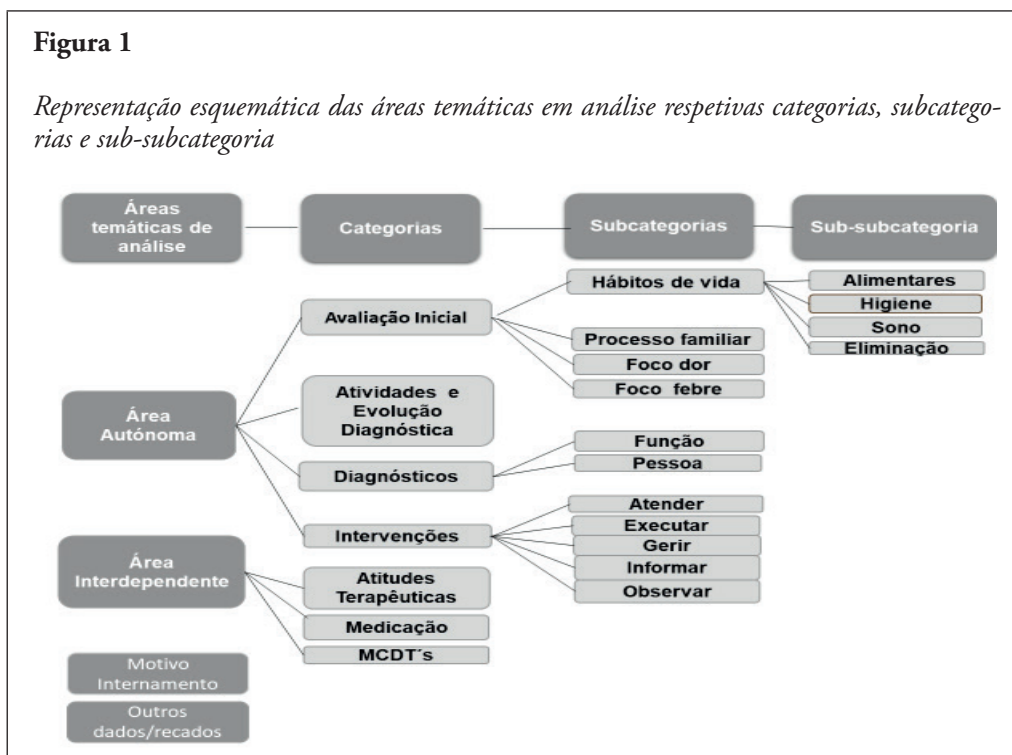 Figura 1
Representação esquemática das áreas temáticas em análise respetivas categorias, subcatego-
rias e sub-subcategoria
Áreas
temáticas de
análise
Categorias
Subcategorias
Sub-subcategoria
Área
Autónoma
Avaliação Inicial
Hábitos de vida
Alimentares
Higiene
Sono
Eliminação
Processo familiar
Foco dor
Foco febre
Atividades e
Evolução
Diagnóstica
Diagnósticos
Função
Pessoa
Intervenções
Atender
Executar
Gerir
Informar
Observar
Área
Interdependente
Atitudes
Terapêuticas
Medicação
MCDT´s
Motivo
Internamento
Outros
dados/recados